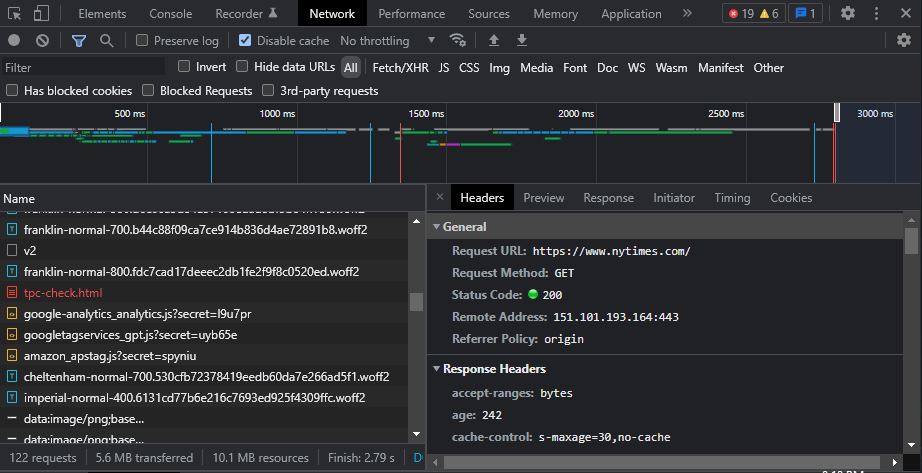 Elements Console Recorder Network Performance Sources Memory Application » 19 6 1
Preserve log Disable cache No throttling
Filter Invert Hide data URLs All Fetch/XHR JS CSS Img Media Font Doc WS Wasm Manifest Other
Has blocked cookies Blocked Requests 3rd-party requests
500 ms 1000 ms 1500 ms 2000 ms 2500 ms 3000 ms
Name
franklin-normal-700.b44c88f09ca7ce914b836d4ae72891b8.woff2
v2
franklin-normal-800.fdc7cad17deeec2db1fe2f9f8c0520ed.woff2
tpc-check.html
google-analytics_analytics.js?secret=l9u7pr
googletagservices_gpt.js?secret=uyb65e
amazon_apstag.js?secret=spyniu
cheltenham-normal-700.530cfb72378419eedb60da7e266ad5f1.woff2
imperial-normal-400.6131cd77b6e216c7693ed925f4309ffc.woff2
data:image/png;base...
data:image/png;base...
122 requests 5.6 MB transferred 10.1 MB resources Finish: 2.79 s
× Headers Preview Response Initiator Timing Cookies
General
Request URL: https://www.nytimes.com/
Request Method: GET
Status Code: 200
Remote Address: 151.101.193.164:443
Referrer Policy: origin
Response Headers
accept-ranges: bytes
age: 242
cache-control: s-maxage=30,no-cache